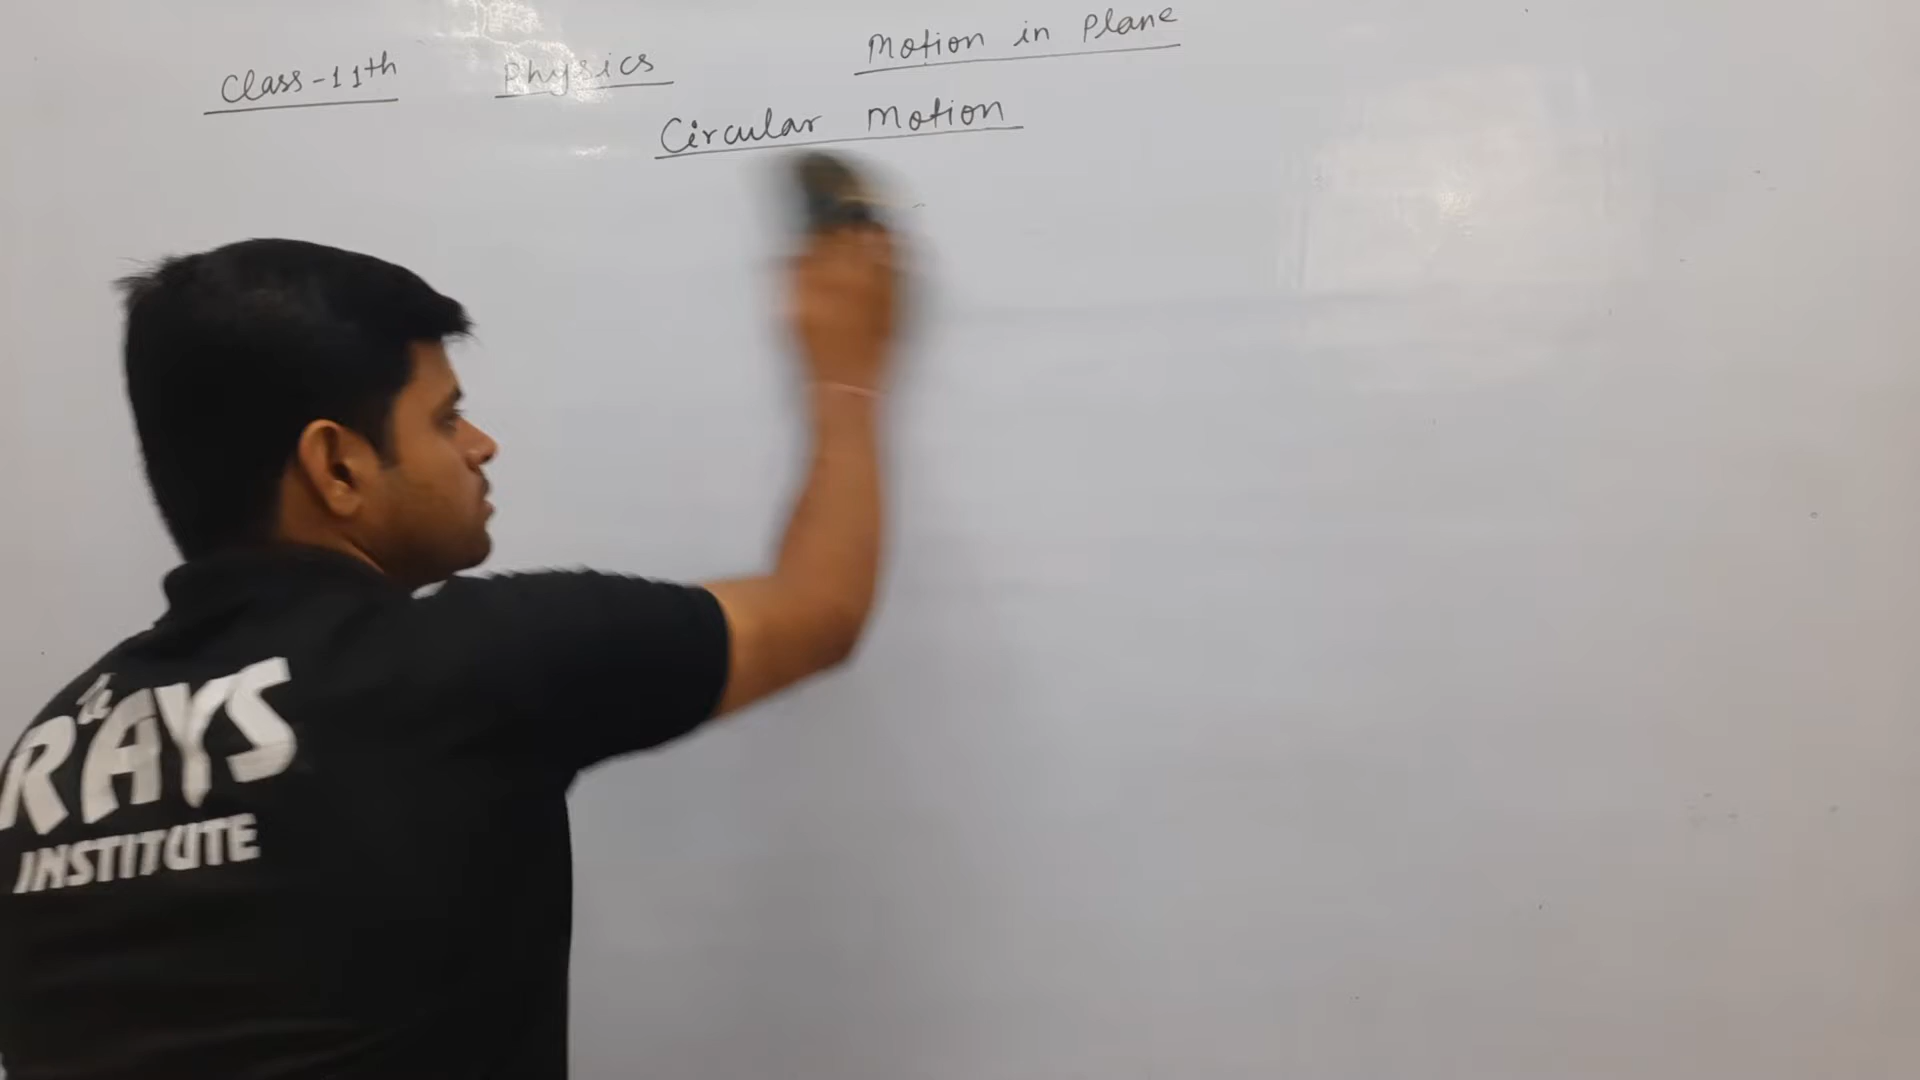 Class-11th Physics Motion in Plane
Circular Motion
RAYS
INSTITUTE